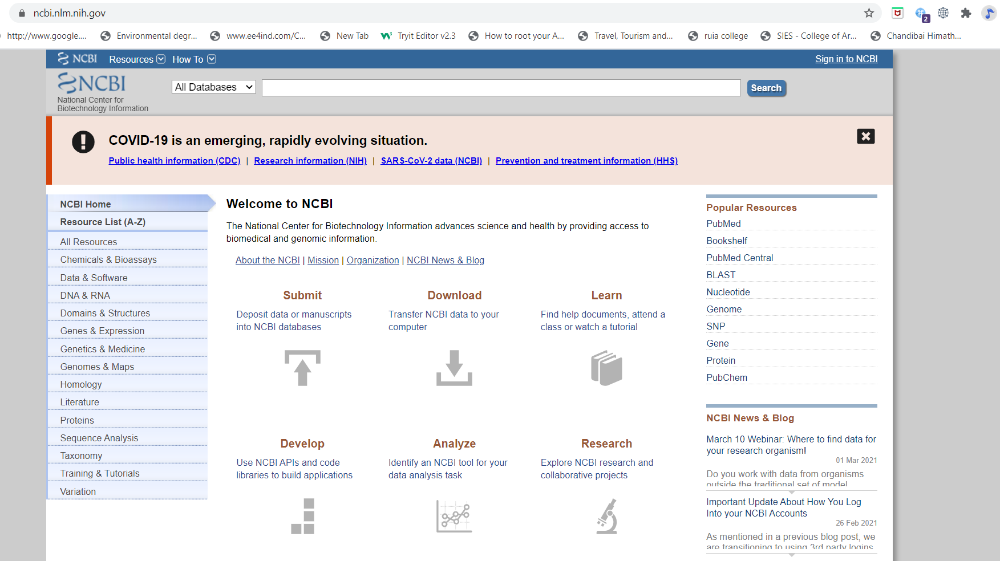 ncbi.nlm.nih.gov
2
http://www.google....
Environmental degr...
www.ee4ind.com/C...
New Tab
Tryit Editor v2.3
How to root your A...
Travel, Tourism and...
ruia college
SIES - College of Ar...
Chandibai Himath...
NCBI
Resources
How To
Sign in to NCBI
NCBI
National Center for
Biotechnology Information
All Databases
Search
COVID-19 is an emerging, rapidly evolving situation.
Public health information (CDC) | Research information (NIH) | SARS-CoV-2 data (NCBI) | Prevention and treatment information (HHS)
NCBI Home
Resource List (A-Z)
All Resources
Chemicals & Bioassays
Data & Software
DNA & RNA
Domains & Structures
Genes & Expression
Genetics & Medicine
Genomes & Maps
Homology
Literature
Proteins
Sequence Analysis
Taxonomy
Training & Tutorials
Variation
Welcome to NCBI
The National Center for Biotechnology Information advances science and health by providing access to
biomedical and genomic information.
About the NCBI | Mission | Organization | NCBI News & Blog
Submit
Deposit data or manuscripts
into NCBI databases
Download
Transfer NCBI data to your
computer
Learn
Find help documents, attend a
class or watch a tutorial
Develop
Use NCBI APIs and code
libraries to build applications
Analyze
Identify an NCBI tool for your
data analysis task
Research
Explore NCBI research and
collaborative projects
Popular Resources
PubMed
Bookshelf
PubMed Central
BLAST
Nucleotide
Genome
SNP
Gene
Protein
PubChem
NCBI News & Blog
March 10 Webinar: Where to find data for
your research organism!
01 Mar 2021
Do you work with data from organisms
outside the traditional set of model
Important Update About How You Log
Into your NCBI Accounts
26 Feb 2021
As mentioned in a previous blog post, we
are transitioning to using 3rd party logins